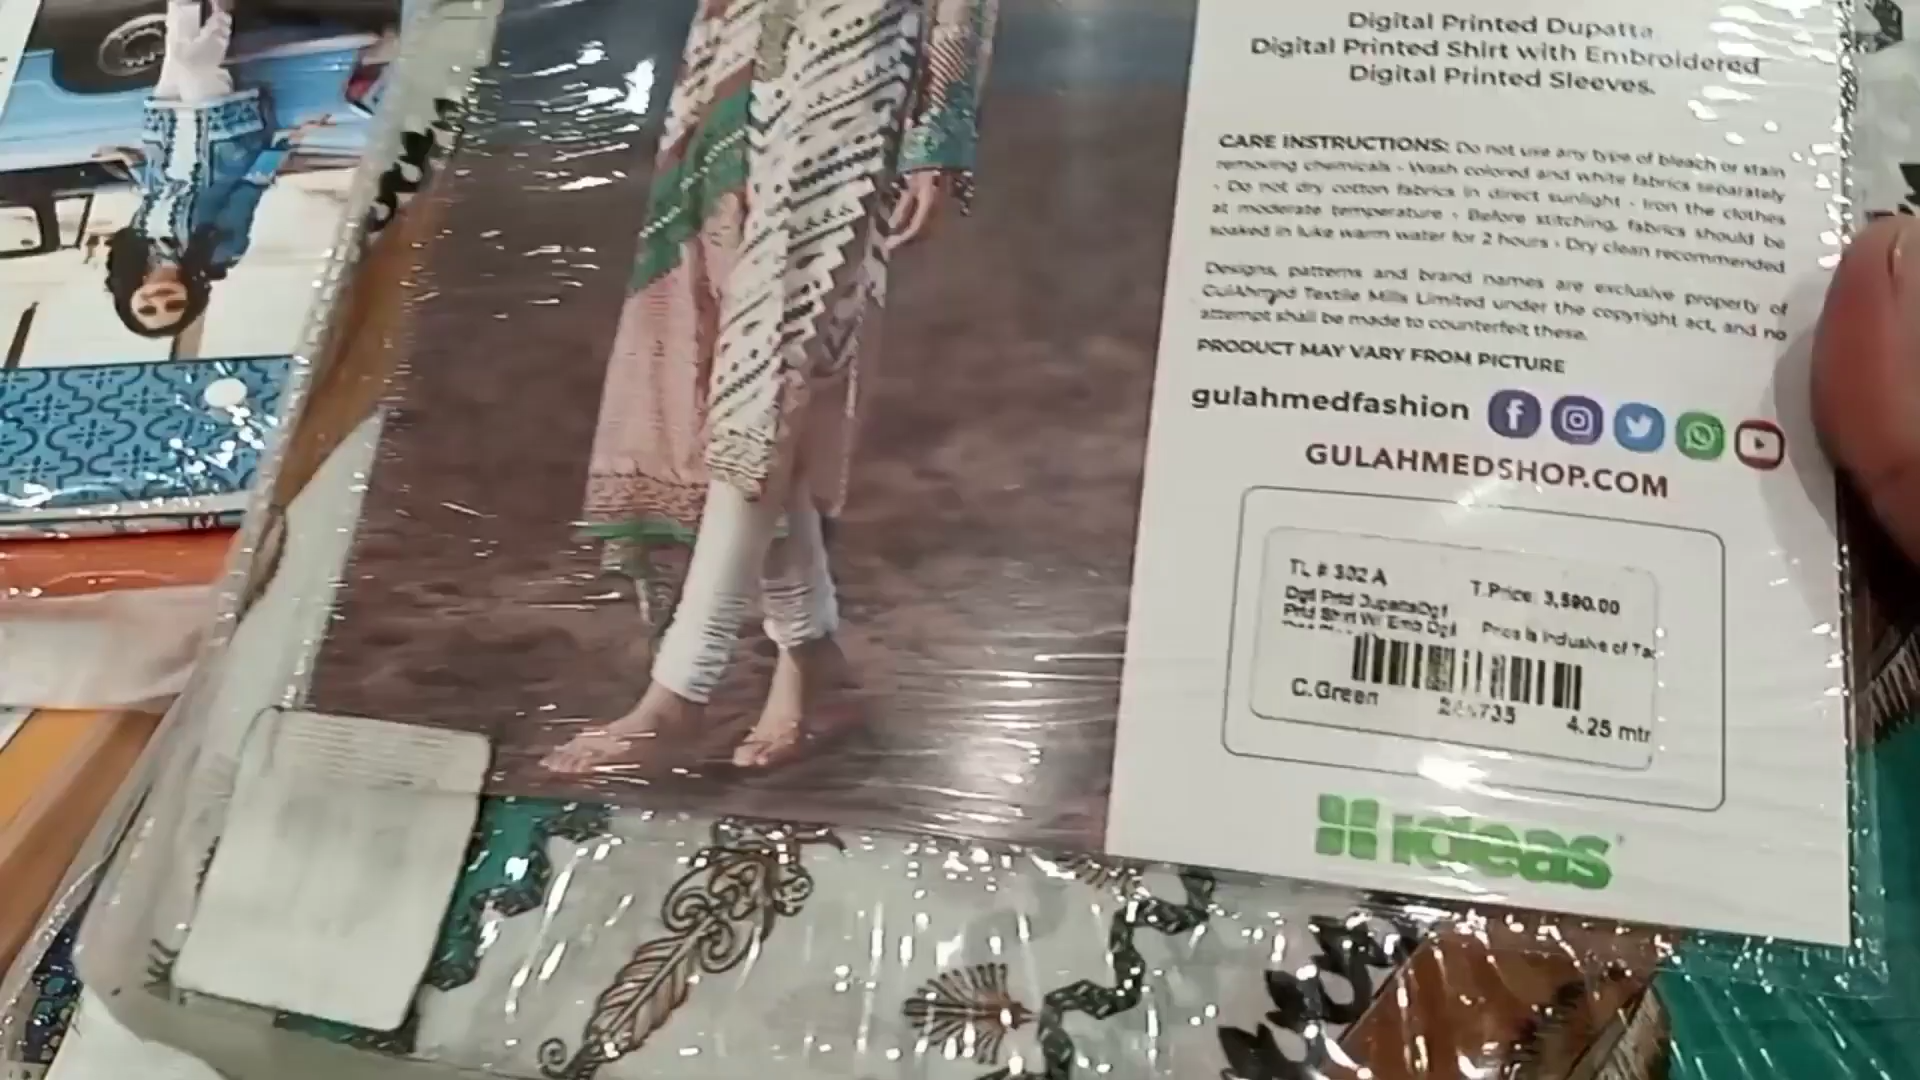 Digital Printed Dupatta
Digital Printed Shirt with Embroidered
Digital Printed Sleeves.
CARE INSTRUCTIONS: Do not use any type of bleach or stain
removing chemicals - Wash colored and white fabrics separately
- Do not dry cotton fabrics in direct sunlight - Iron the clothes
at moderate temperature - Before stitching, fabrics should be
soaked in luke warm water for 2 hours - Dry clean recommended
Designs, patterns and brand names are exclusive property of
GulAhmed Textile Mills Limited under the copyright act, and no
attempt shall be made to counterfeit these.
PRODUCT MAY VARY FROM PICTURE
gulahmedfashion
GULAHMEDSHOP.COM
TL # 302 A
T.Price: 3,590.00
Dgtl Prtd Dupatta/Dgt
Prtd Shirt W/ Emb Dgt
Price is inclusive of Tax
C.Green
4.25 mtr
ideas